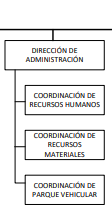 DIRECCIÓN DE
ADMINISTRACIÓN
COORDINACIÓN DE
RECURSOS HUMANOS
COORDINACIÓN DE
RECURSOS
MATERIALES
COORDINACIÓN DE
PARQUE VEHICULAR